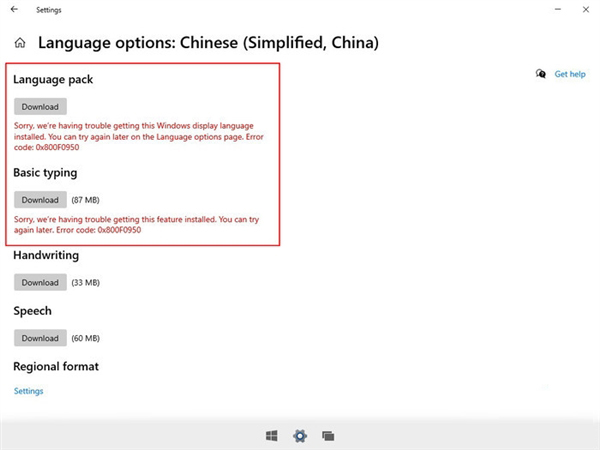 Settings
Language options: Chinese (Simplified, China)
Language pack
Get help
Download
Sorry, we're having trouble getting this Windows display language
installed. You can try again later on the Language options page. Error
code: 0x800F0950
Basic typing
Download (87 MB)
Sorry, we're having trouble getting this feature installed. You can try
again later. Error code: 0x800F0950
Handwriting
Download (33 MB)
Speech
Download (60 MB)
Regional format
Settings